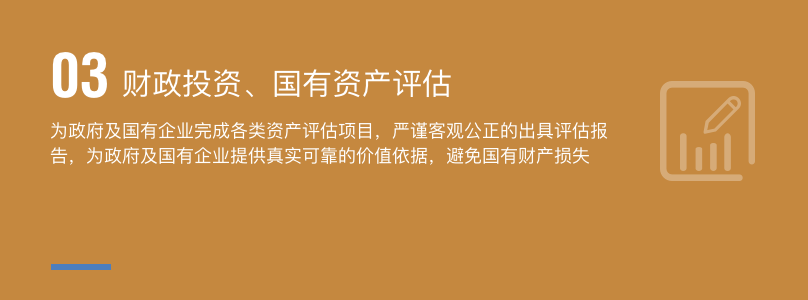 03 财政投资、国有资产评估
为政府及国有企业完成各类资产评估项目，严谨客观公正的出具评估报
告，为政府及国有企业提供真实可靠的价值依据，避免国有财产损失